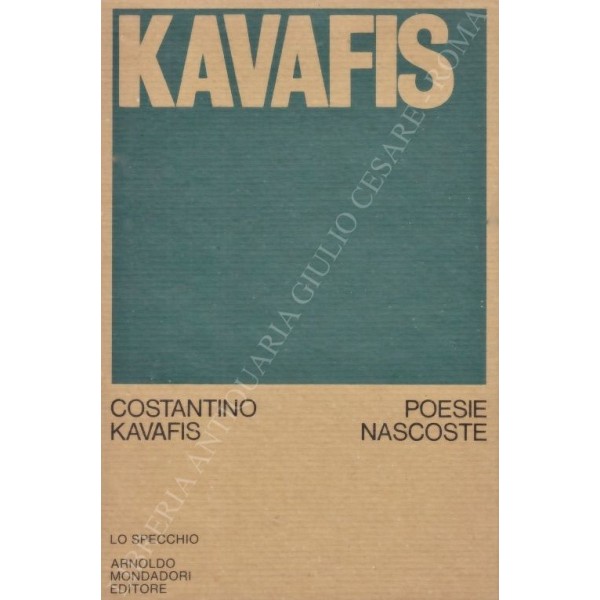 KAVAFIS
COSTANTINO
KAVAFIS
POESIE
NASCOSTE
LO SPECCHIO
ARNOLDO
MONDADORI
EDITORE
LIBRERIA ANTIQUARIA GIULIO CESARE - ROMA